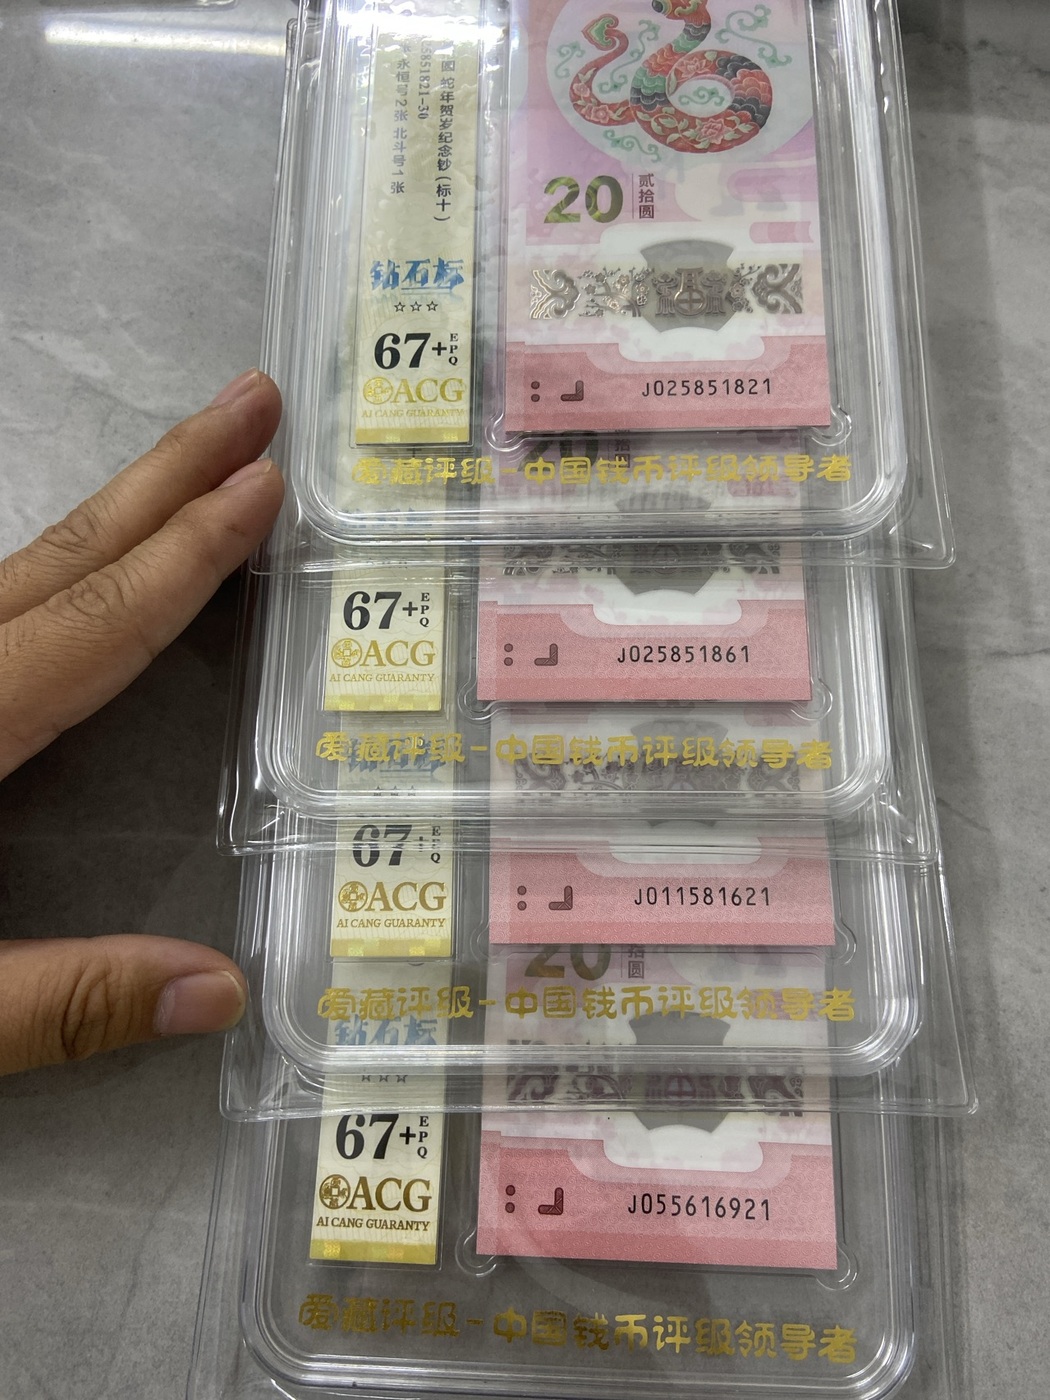 蛇年贺岁纪念钞(标十)
5851821-30
永恒号2张 北斗号1张
钻石标
☆☆☆
67+EPQ
ACG
AI CANG GUARANTY
20
贰拾圆
J025851821
爱藏评级-中国钱币评级领导者
67+EPQ
ACG
AI CANG GUARANTY
J025851861
爱藏评级-中国钱币评级领导者
钻石标
67+EPQ
ACG
AI CANG GUARANTY
J011581621
20
拾圆
爱藏评级-中国钱币评级领导者
钻石标
☆☆☆
67+EPQ
ACG
AI CANG GUARANTY
J055616921
爱藏评级-中国钱币评级领导者